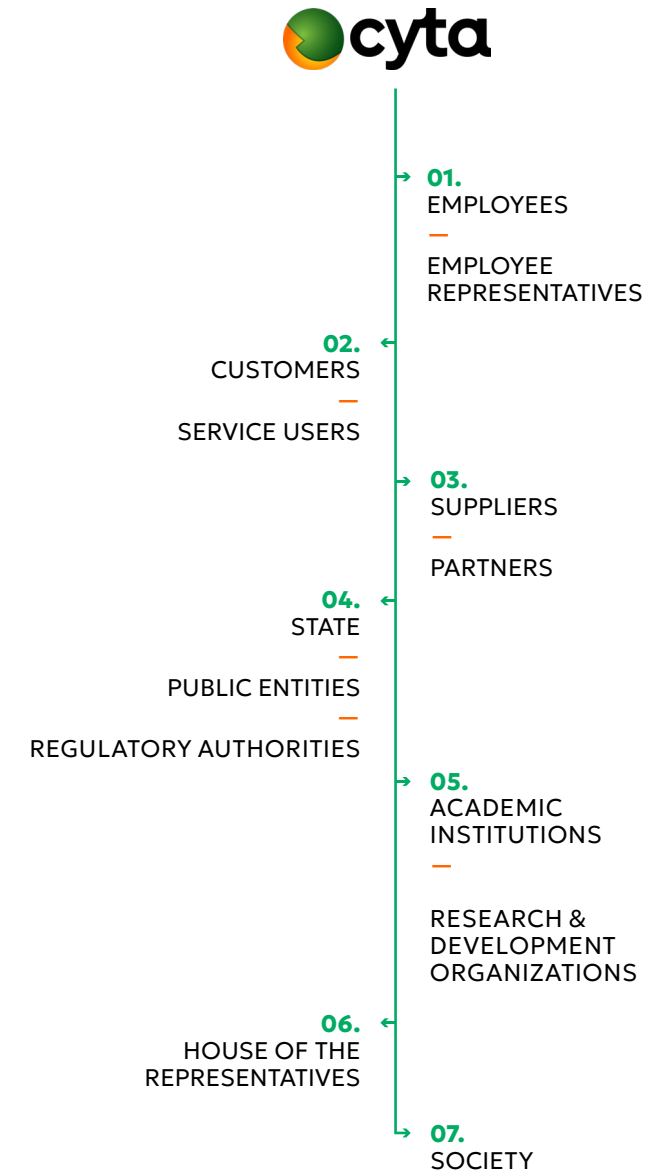 cyta
01.
EMPLOYEES
—
EMPLOYEE
REPRESENTATIVES
02.
CUSTOMERS
—
SERVICE USERS
03.
SUPPLIERS
—
PARTNERS
04.
STATE
—
PUBLIC ENTITIES
—
REGULATORY AUTHORITIES
05.
ACADEMIC
INSTITUTIONS
—
RESEARCH &
DEVELOPMENT
ORGANIZATIONS
06.
HOUSE OF THE
REPRESENTATIVES
07.
SOCIETY